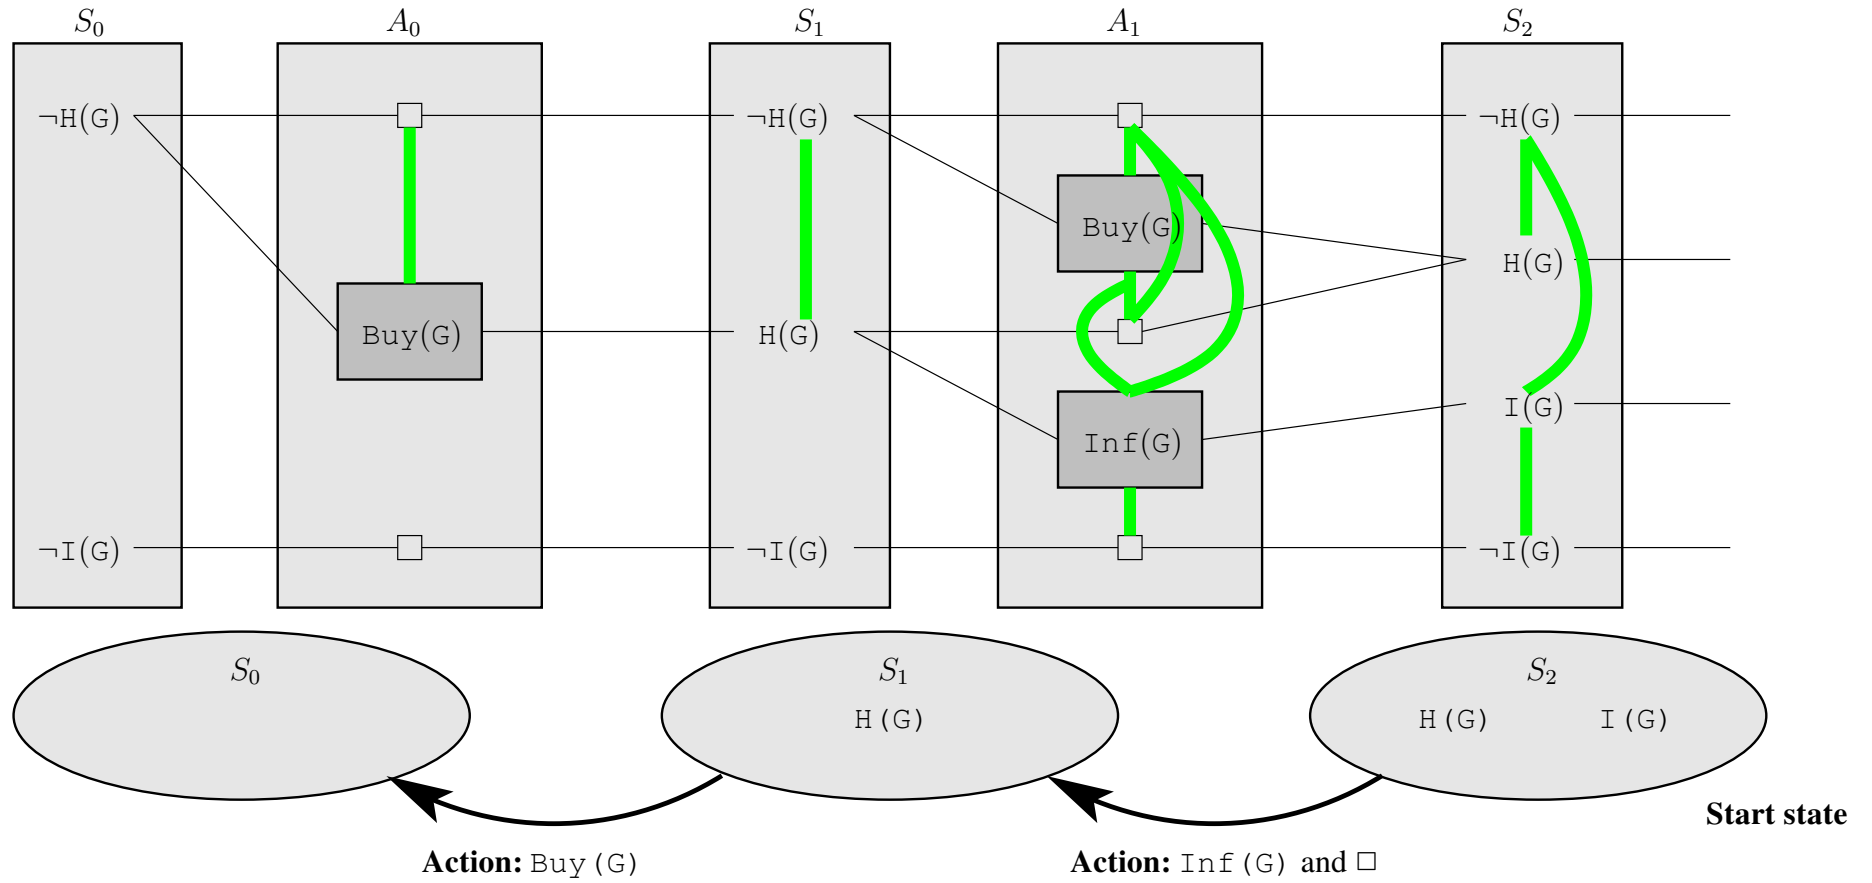 S₀ A₀ S₁ A₁ S₂
¬H(G) ¬H(G) ¬H(G)
Buy(G) H(G)
Buy(G) H(G)
I(G)
Inf(G)
¬I(G) ¬I(G) ¬I(G)
S₀ S₁ S₂
H(G) H(G) I(G)
Start state
Action: Buy(G) Action: Inf(G) and □